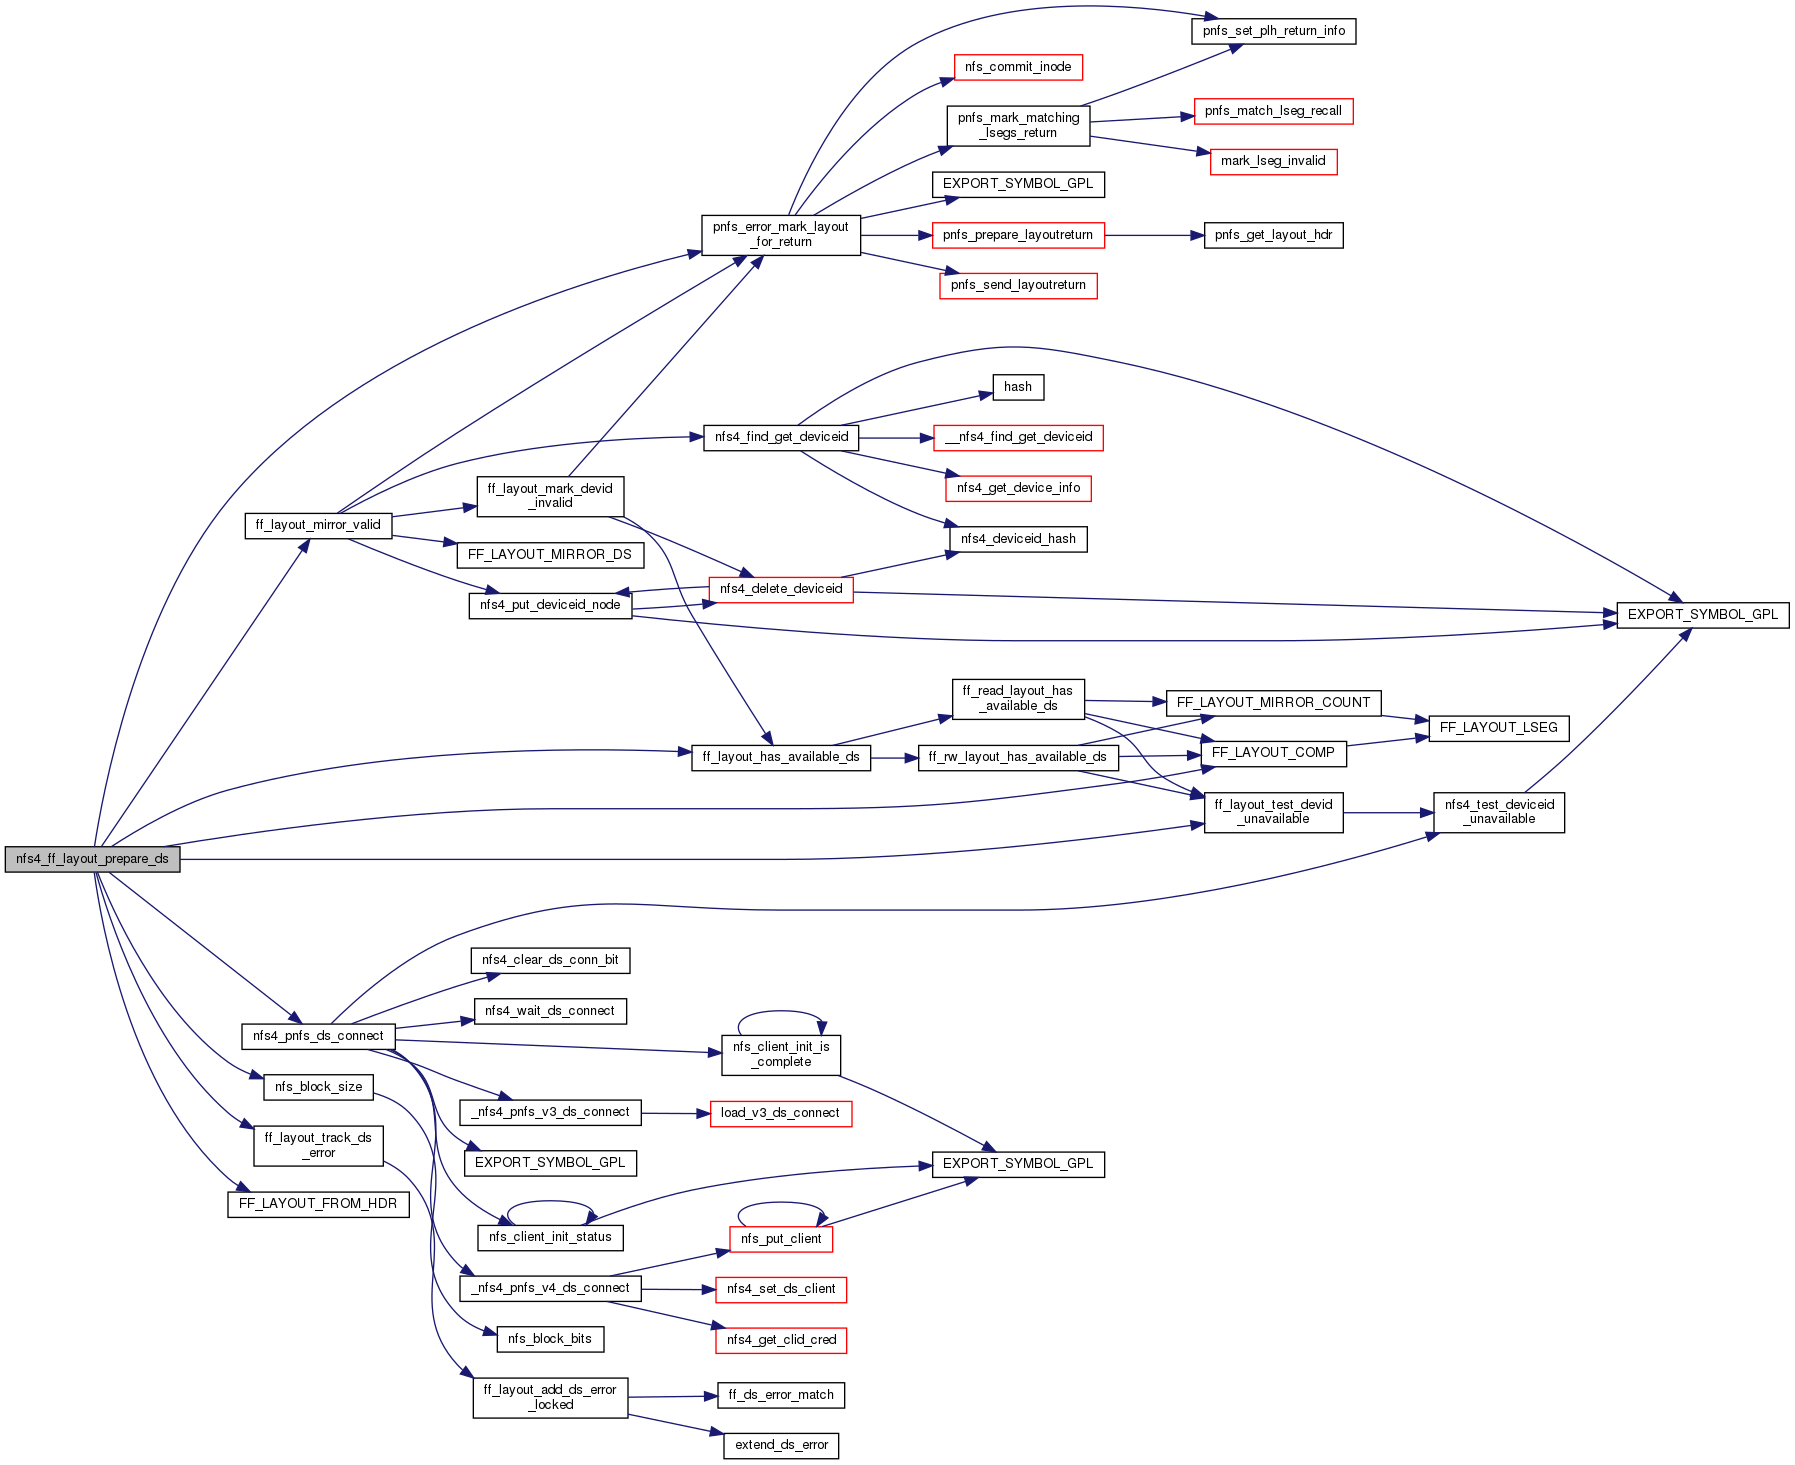 pnfs_set_plh_return_info
nfs_commit_inode
pnfs_match_lseg_recall
pnfs_mark_matching
_lsegs_return
mark_lseg_invalid
EXPORT_SYMBOL_GPL
pnfs_error_mark_layout
_for_return
pnfs_prepare_layoutreturn
pnfs_get_layout_hdr
pnfs_send_layoutreturn
hash
nfs4_find_get_deviceid
__nfs4_find_get_deviceid
nfs4_get_device_info
ff_layout_mark_devid
_invalid
ff_layout_mirror_valid
nfs4_deviceid_hash
FF_LAYOUT_MIRROR_DS
nfs4_delete_deviceid
nfs4_put_deviceid_node
EXPORT_SYMBOL_GPL
ff_read_layout_has
_available_ds
FF_LAYOUT_MIRROR_COUNT
FF_LAYOUT_LSEG
ff_layout_has_available_ds
ff_rw_layout_has_available_ds
FF_LAYOUT_COMP
ff_layout_test_devid
_unavailable
nfs4_test_deviceid
_unavailable
nfs4_ff_layout_prepare_ds
nfs4_clear_ds_conn_bit
nfs4_wait_ds_connect
nfs4_pnfs_ds_connect
nfs_client_init_is
_complete
nfs_block_size
_nfs4_pnfs_v3_ds_connect
load_v3_ds_connect
ff_layout_track_ds
_error
EXPORT_SYMBOL_GPL
EXPORT_SYMBOL_GPL
FF_LAYOUT_FROM_HDR
nfs_client_init_status
nfs_put_client
_nfs4_pnfs_v4_ds_connect
nfs4_set_ds_client
nfs_block_bits
nfs4_get_clid_cred
ff_layout_add_ds_error
_locked
ff_ds_error_match
extend_ds_error